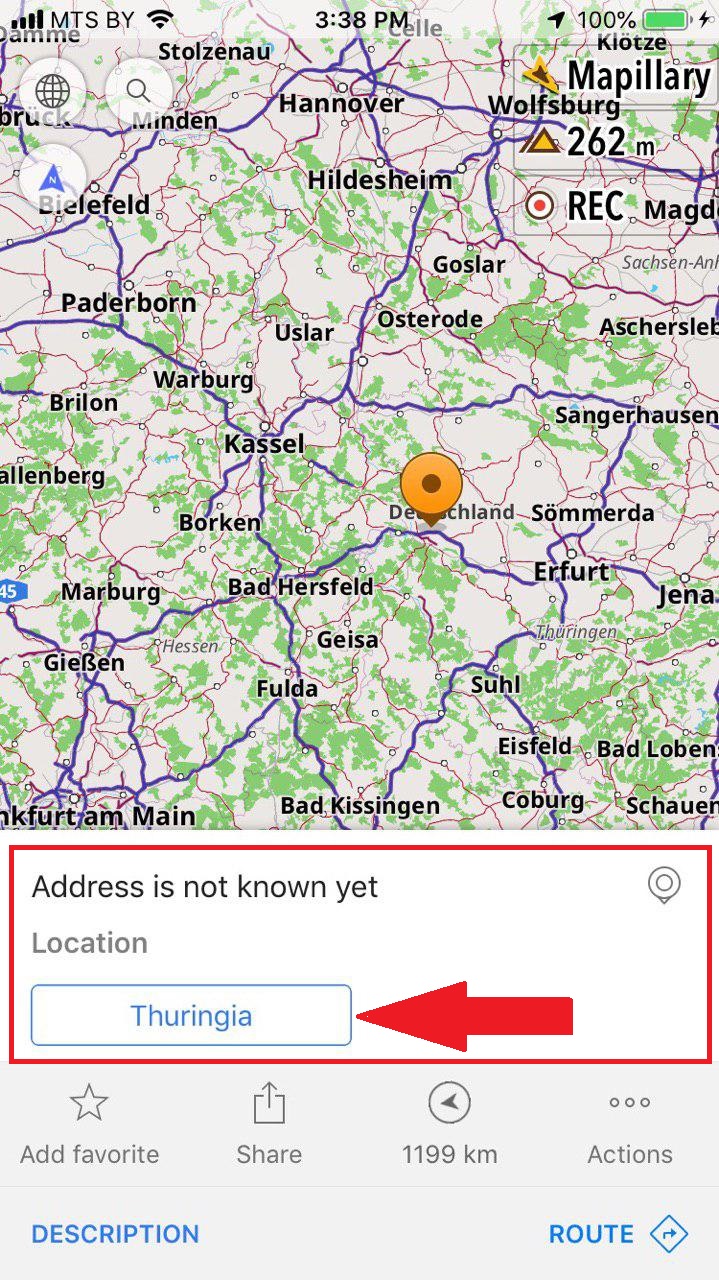 MTS BY 3:38 PM 100%
Damme
Celle
Klötze
Stolzenau
Mapillary
Hannover
Wolfsburg
brück
Minden
262 m
Hildesheim
Bielefeld
REC
Magd
Goslar
Sachsen-Anh
Paderborn
Osterode
Uslar
Ascherslеb
Warburg
Brilon
Sangerhausen
Kassel
allenberg
Deutschland
Sömmerda
Borken
Erfurt
45
Marburg
Bad Hersfeld
Jena
Geisa
Thüringen
Hessen
Gießen
Fulda
Suhl
Eisfeld
Bad Loben
Bad Kissingen
Coburg
Schauen
nkfurt am Main
Address is not known yet
Location
Thuringia
Add favorite
Share
1199 km
Actions
DESCRIPTION
ROUTE